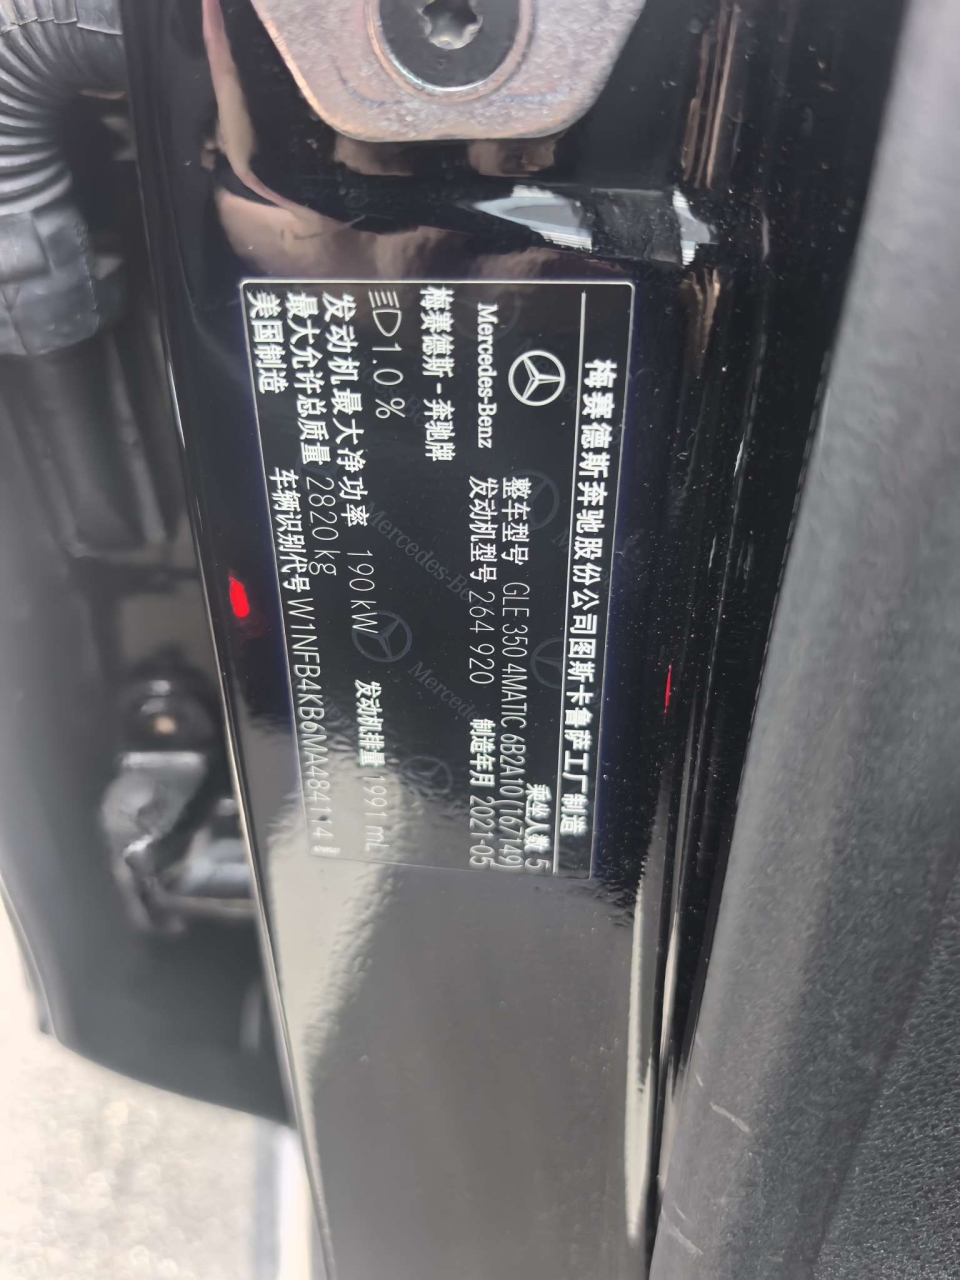 梅赛德斯奔驰股份公司图斯卡鲁萨工厂制造
乘坐人数 5
整车型号 GLE 350 4MATIC 6B2A10(167149)
Mercedes-Benz
发动机型号 264 920 制造年月 2021-05
梅赛德斯 - 奔驰牌
1.0%
发动机最大净功率 190 kW 发动机排量 1991 mL
最大允许总质量 2820 kg
美国制造 车辆识别代号 W1NFB4KB6MA484114